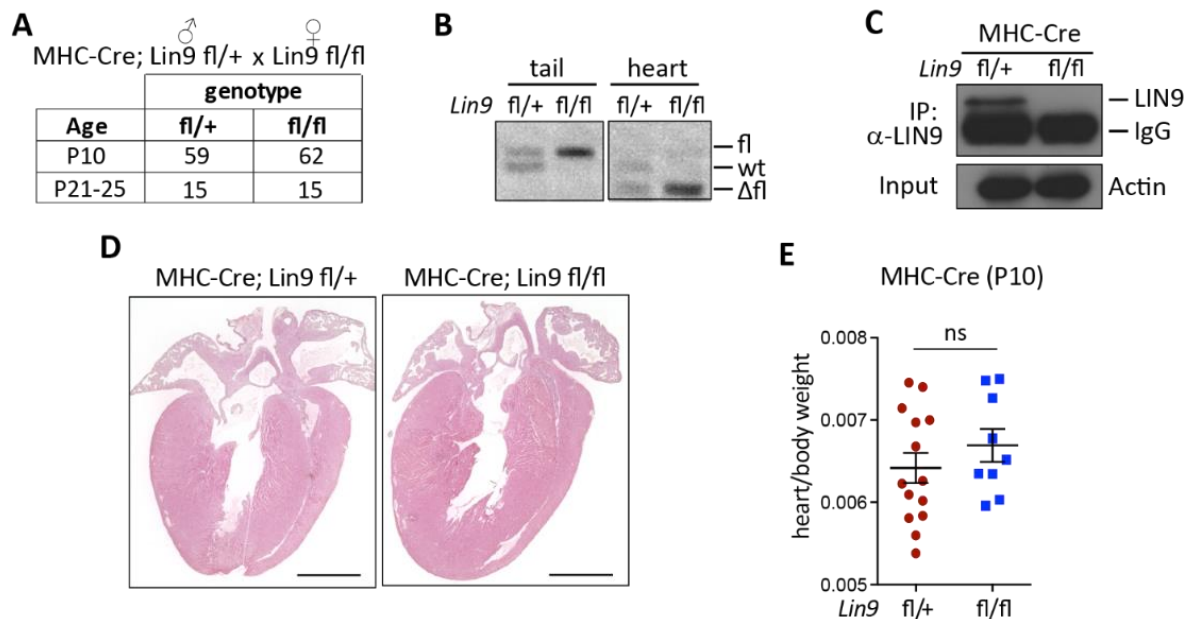 A
♂ ♀
MHC-Cre; Lin9 fl/+ x Lin9 fl/fl
genotype
Age fl/+ fl/fl
P10 59 62
P21-25 15 15
B
tail heart
Lin9 fl/+ fl/fl fl/+ fl/fl
fl
wt
Δfl
C
MHC-Cre
Lin9 fl/+ fl/fl
IP:
α-LIN9
LIN9
IgG
Input Actin
D
MHC-Cre; Lin9 fl/+ MHC-Cre; Lin9 fl/fl
E
MHC-Cre (P10)
ns
heart/body weight
0.008
0.007
0.006
0.005
Lin9 fl/+ fl/fl